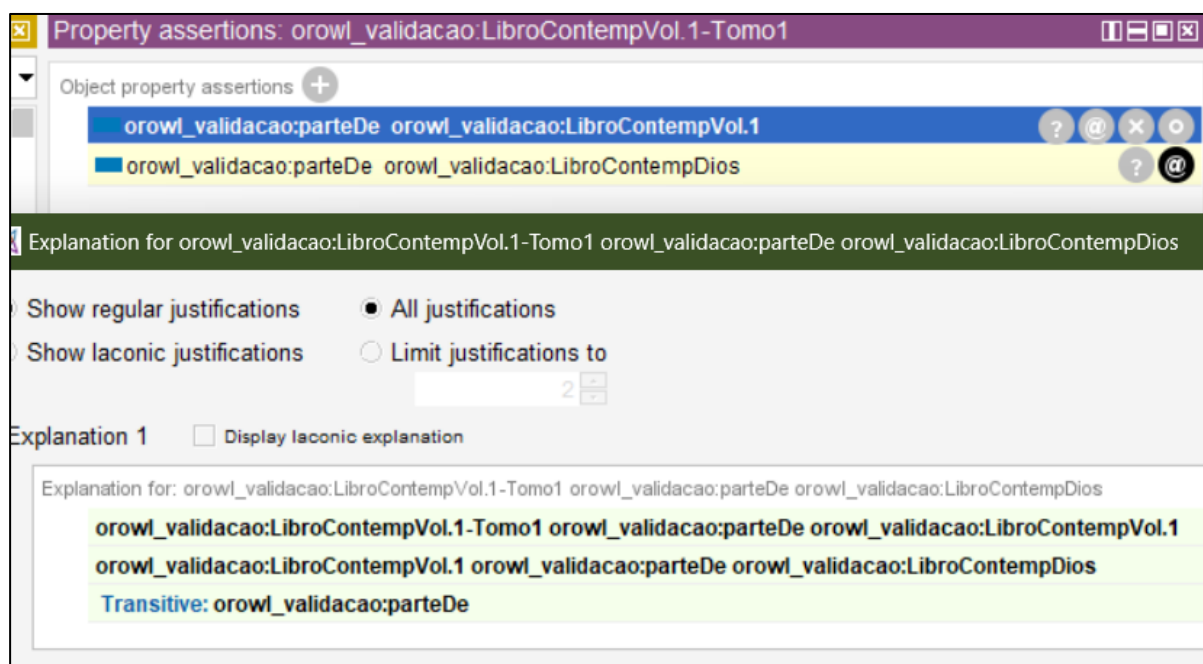 Property assertions: orowl_validacao:LibroContempVol.1-Tomo1
Object property assertions
orowl_validacao:parteDe orowl_validacao:LibroContempVol.1
orowl_validacao:parteDe orowl_validacao:LibroContempDios
Explanation for orowl_validacao:LibroContempVol.1-Tomo1 orowl_validacao:parteDe orowl_validacao:LibroContempDios
Show regular justifications All justifications
Show laconic justifications Limit justifications to
2
Explanation 1 Display laconic explanation
Explanation for: orowl_validacao:LibroContempVol.1-Tomo1 orowl_validacao:parteDe orowl_validacao:LibroContempDios
orowl_validacao:LibroContempVol.1-Tomo1 orowl_validacao:parteDe orowl_validacao:LibroContempVol.1
orowl_validacao:LibroContempVol.1 orowl_validacao:parteDe orowl_validacao:LibroContempDios
Transitive: orowl_validacao:parteDe